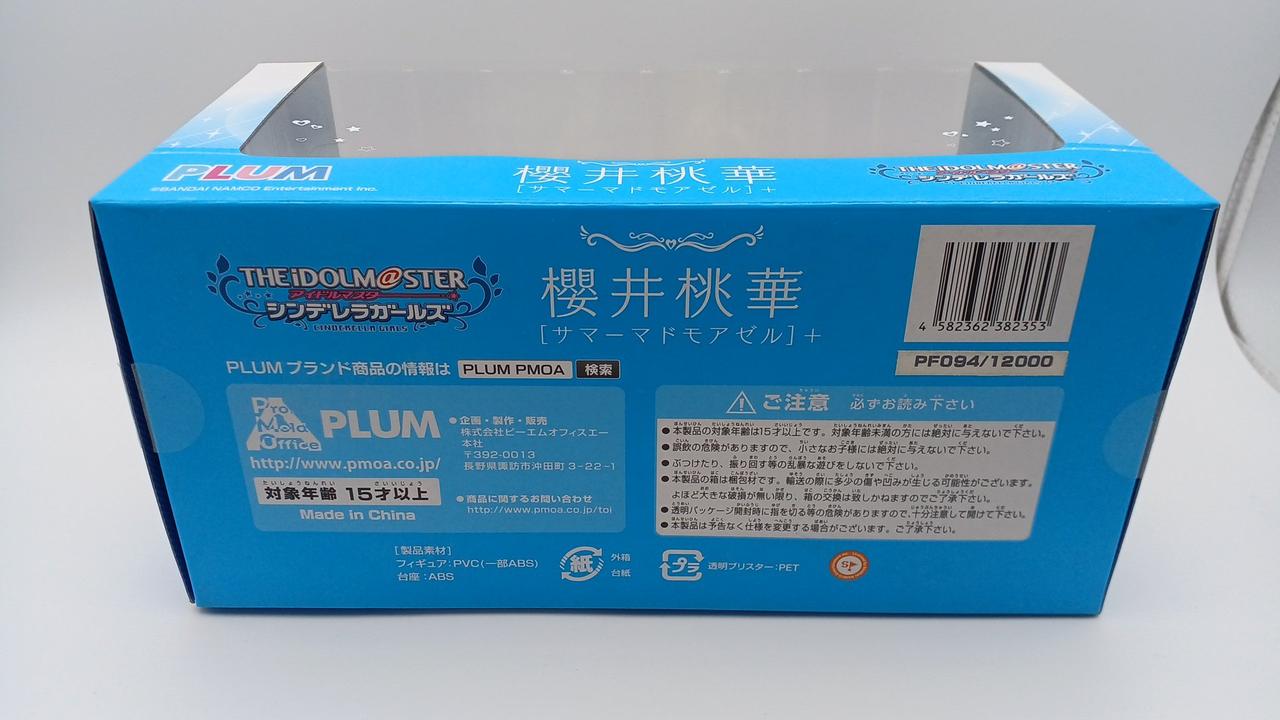 PLUM
©BANDAI NAMCO Entertainment Inc.
櫻井桃華
[サマーマドモアゼル]+
THE iDOLM@STER
シンデレラガールズ
THE iDOLM@STER
アイドルマスター
シンデレラガールズ
CINDERELLA GIRLS
櫻井桃華
[サマーマドモアゼル]+
4 582362 382353
PF094/12000
PLUM ブランド商品の情報は PLUM PMOA 検索
Pro Mold Office
PLUM
http://www.pmoa.co.jp/
対象年齢 15才以上
Made in China
●企画・製作・販売
株式会社ピーエムオフィスエー
本社
〒392-0013
長野県諏訪市沖田町 3-22-1
●商品に関するお問い合わせ
http://www.pmoa.co.jp/toi
ご注意 必ずお読み下さい
●本製品の対象年齢は15才以上です。対象年齢未満の方には絶対に与えないで下さい。
●誤飲の危険がありますので、小さなお子様には絶対に与えないで下さい。
●ぶつけたり、振り回す等の乱暴な遊びをしないで下さい。
●本製品の箱は梱包材です。輸送の際に多少の傷や凹みが生じる可能性がございます。
よほど大きな破損が無い限り、箱の交換は致しかねますのでご了承下さい。
●透明パッケージ開封時に指を切る等の危険がありますので、十分注意して開けて下さい。
●本製品は予告なく仕様を変更する場合がございます。ご了承下さい。
[製品素材]
フィギュア:PVC(一部ABS)
台座:ABS
紙
外箱
台紙
プラ
透明ブリスター:PET